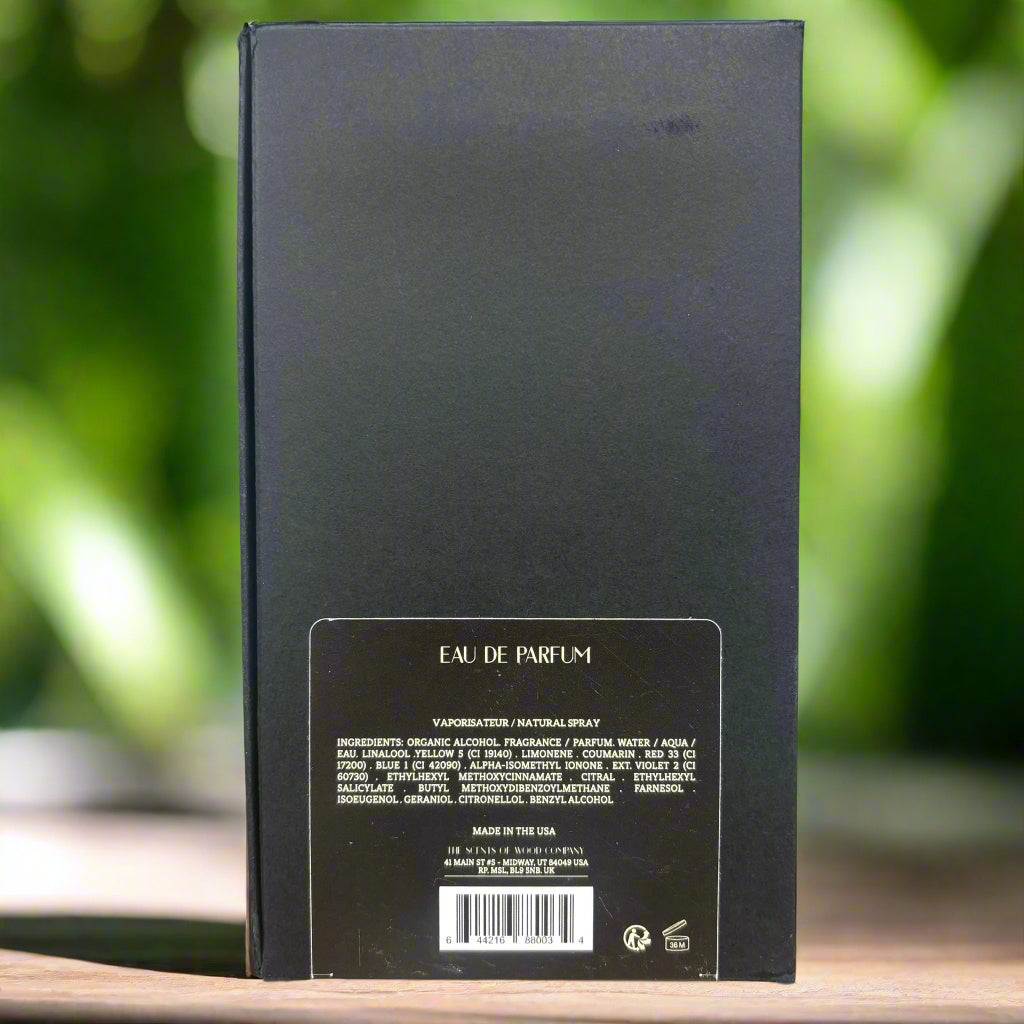 EAU DE PARFUM
VAPORISATEUR / NATURAL SPRAY
INGREDIENTS: ORGANIC ALCOHOL. FRAGRANCE / PARFUM. WATER / AQUA /
EAU. LINALOOL .YELLOW 5 (CI 19140) . LIMONENE . COUMARIN . RED 33 (CI
17200) . BLUE 1 (CI 42090) . ALPHA-ISOMETHYL IONONE . EXT. VIOLET 2 (CI
60730) . ETHYLHEXYL METHOXYCINNAMATE . CITRAL . ETHYLHEXYL
SALICYLATE . BUTYL METHOXYDIBENZOYLMETHANE . FARNESOL .
ISOEUGENOL . GERANIOL . CITRONELLOL . BENZYL ALCOHOL
MADE IN THE USA
THE SCENTS OF WOOD COMPANY
41 MAIN ST #5 - MIDWAY, UT 84049 USA
RP. MSL, BL9 5NB. UK
6 44216 88003 4
36 M